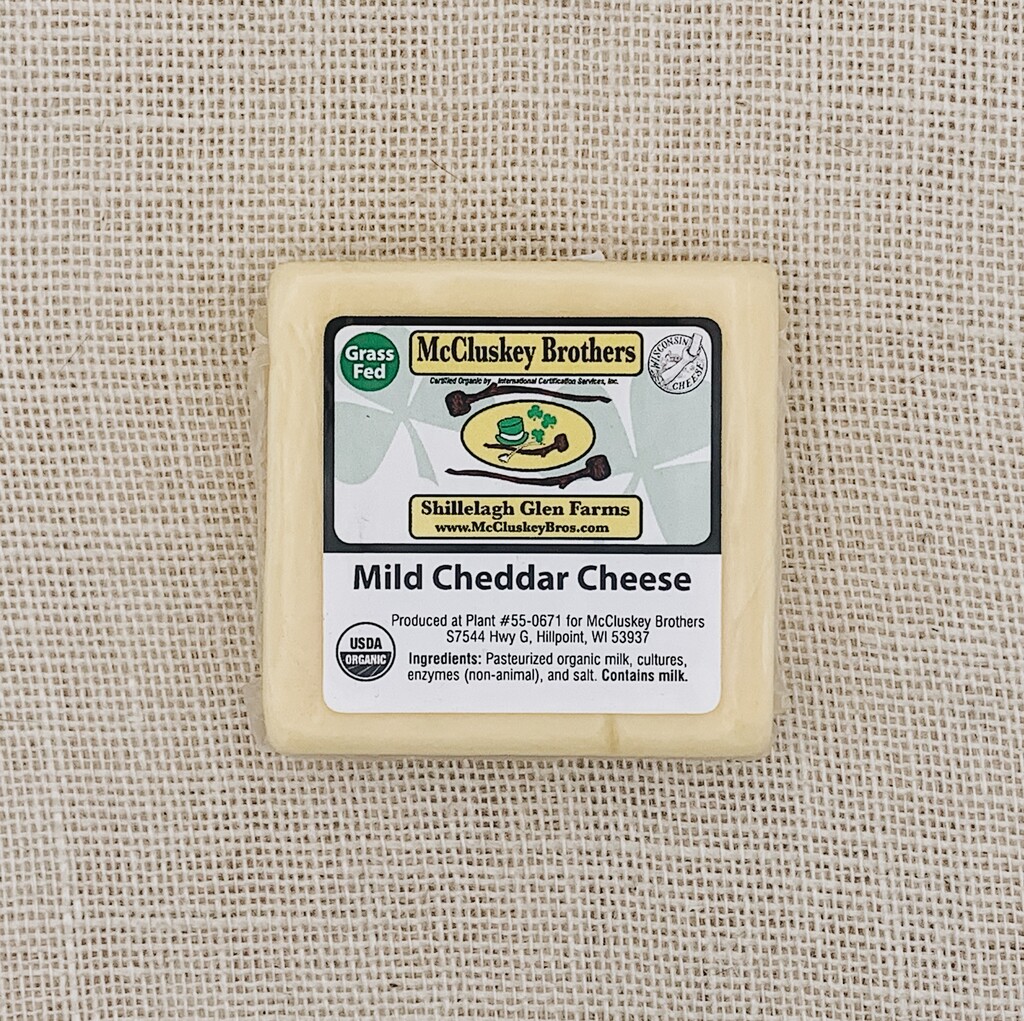 Grass
Fed
McCluskey Brothers
WISCONSIN
CHEESE
Certified Organic by International Certification Services, Inc.
Shillelagh Glen Farms
www.McCluskeyBros.com
Mild Cheddar Cheese
Produced at Plant #55-0671 for McCluskey Brothers
S7544 Hwy G, Hillpoint, WI 53937
USDA
ORGANIC
Ingredients: Pasteurized organic milk, cultures,
enzymes (non-animal), and salt. Contains milk.